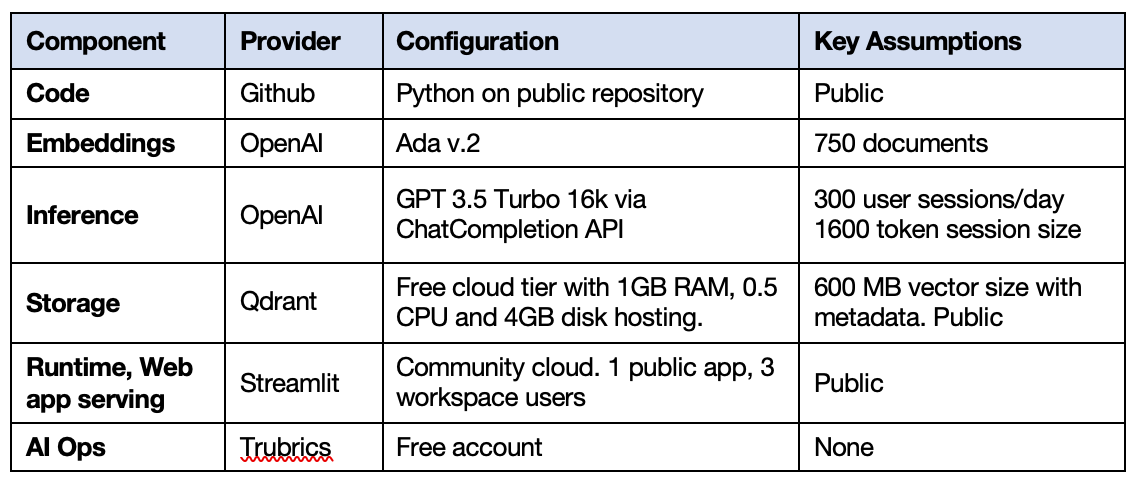 Component Provider Configuration Key Assumptions
Code Github Python on public repository Public
Embeddings OpenAI Ada v.2 750 documents
Inference OpenAI GPT 3.5 Turbo 16k via ChatCompletion API 300 user sessions/day 1600 token session size
Storage Qdrant Free cloud tier with 1GB RAM, 0.5 CPU and 4GB disk hosting. 600 MB vector size with metadata. Public
Runtime, Web app serving Streamlit Community cloud. 1 public app, 3 workspace users Public
AI Ops Trubrics Free account None